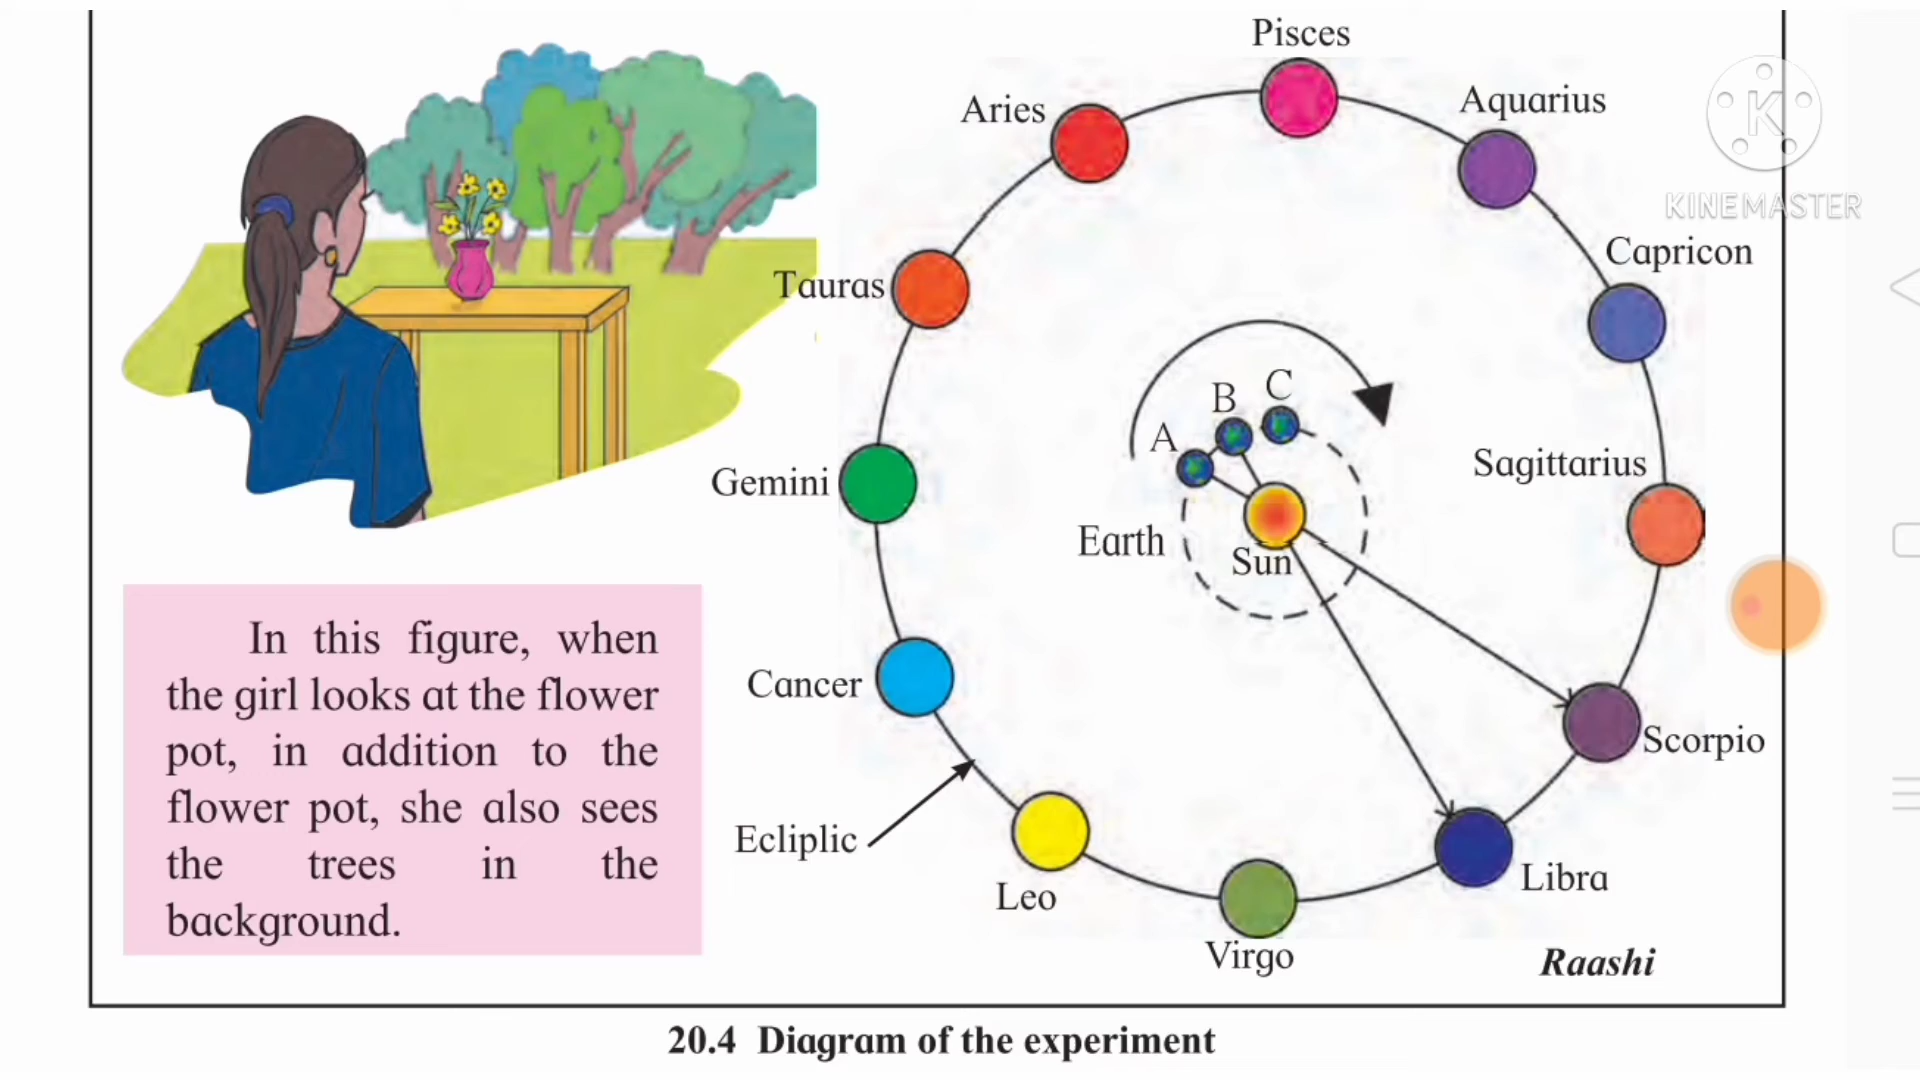 Pisces
Aries
Aquarius
K
KINEMASTER
Capricon
Tauras
B
C
A
Gemini
Sagittarius
Earth
Sun
In this figure, when
the girl looks at the flower
pot, in addition to the
flower pot, she also sees
the trees in the
background.
Cancer
Scorpio
Ecliplic
Leo
Libra
Virgo
Raashi
20.4 Diagram of the experiment